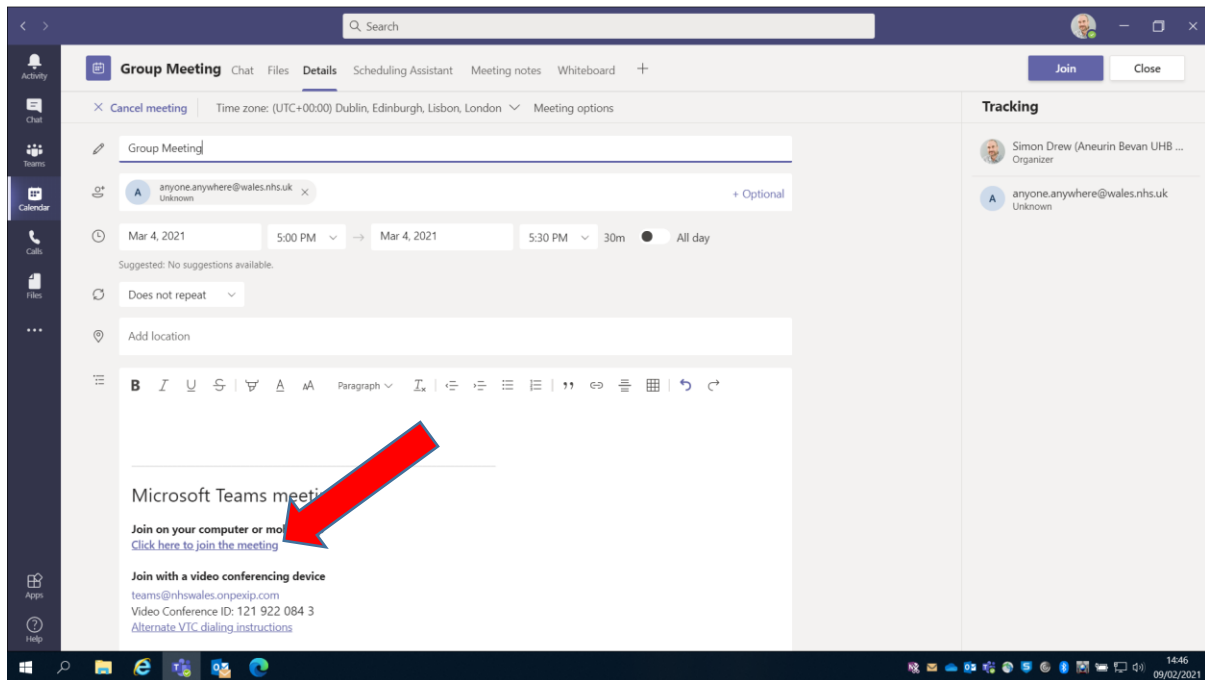 Search
Activity
Chat
Teams
Calendar
Calls
Files
Apps
Help
Group Meeting Chat Files Details Scheduling Assistant Meeting notes Whiteboard
Join Close
Cancel meeting Time zone: (UTC+00:00) Dublin, Edinburgh, Lisbon, London Meeting options
Group Meeting
A anyone.anywhere@wales.nhs.uk
Unknown
+ Optional
Mar 4, 2021 5:00 PM → Mar 4, 2021 5:30 PM 30m All day
Suggested: No suggestions available.
Does not repeat
Add location
B I U S A AA Paragraph
Microsoft Teams
Join on your computer or
Click here to join the meeting
Join with a video conferencing device
teams@nhswales.onpexip.com
Video Conference ID: 121 922 084 3
Alternate VTC dialing instructions
Tracking
Simon Drew (Aneurin Bevan UHB ...
Organizer
A anyone.anywhere@wales.nhs.uk
Unknown
14:46
09/02/2021